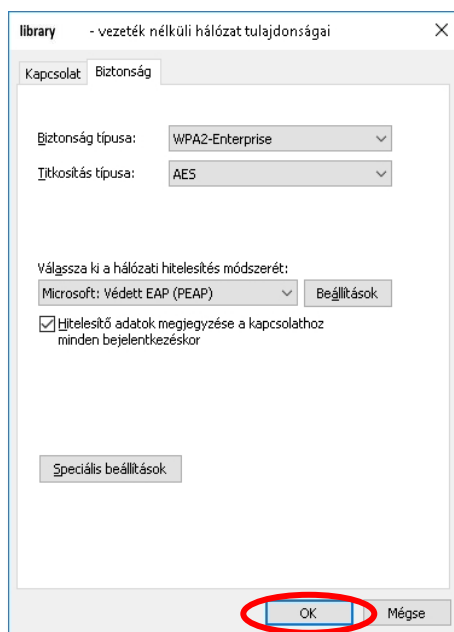 library - vezeték nélküli hálózat tulajdonságai
Kapcsolat Biztonság
Biztonság típusa: WPA2-Enterprise
Titkosítás típusa: AES
Válassza ki a hálózati hitelesítés módszerét:
Microsoft: Védett EAP (PEAP) Beállítások
Hitelesítő adatok megjegyzése a kapcsolathoz
minden bejelentkezéskor
Speciális beállítások
OK Mégse